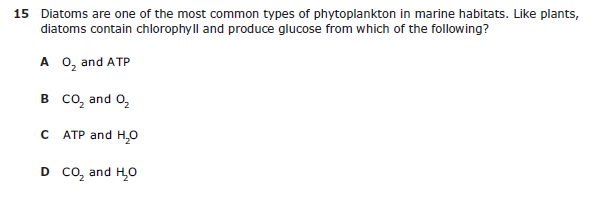 15 Diatoms are one of the most common types of phytoplankton in marine habitats. Like plants,
diatoms contain chlorophyll and produce glucose from which of the following?
A O₂ and ATP
B CO₂ and O₂
C ATP and H₂O
D CO₂ and H₂O